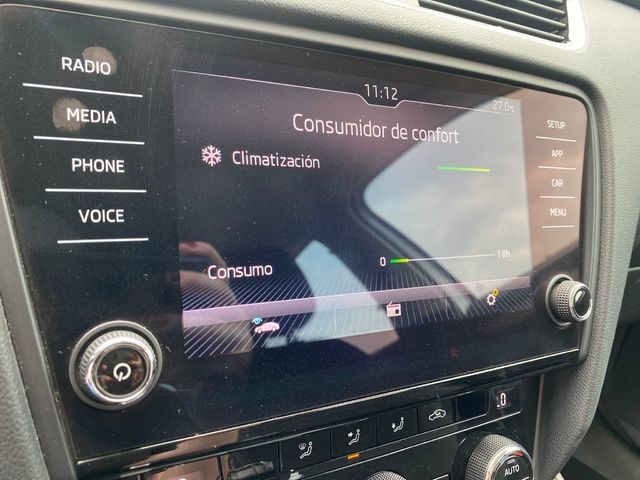 RADIO
MEDIA
PHONE
VOICE
11:12
27.0°C
Consumidor de confort
Climatización
Consumo
0
1 l/h
SETUP
APP
CAR
MENU
0
AUTO